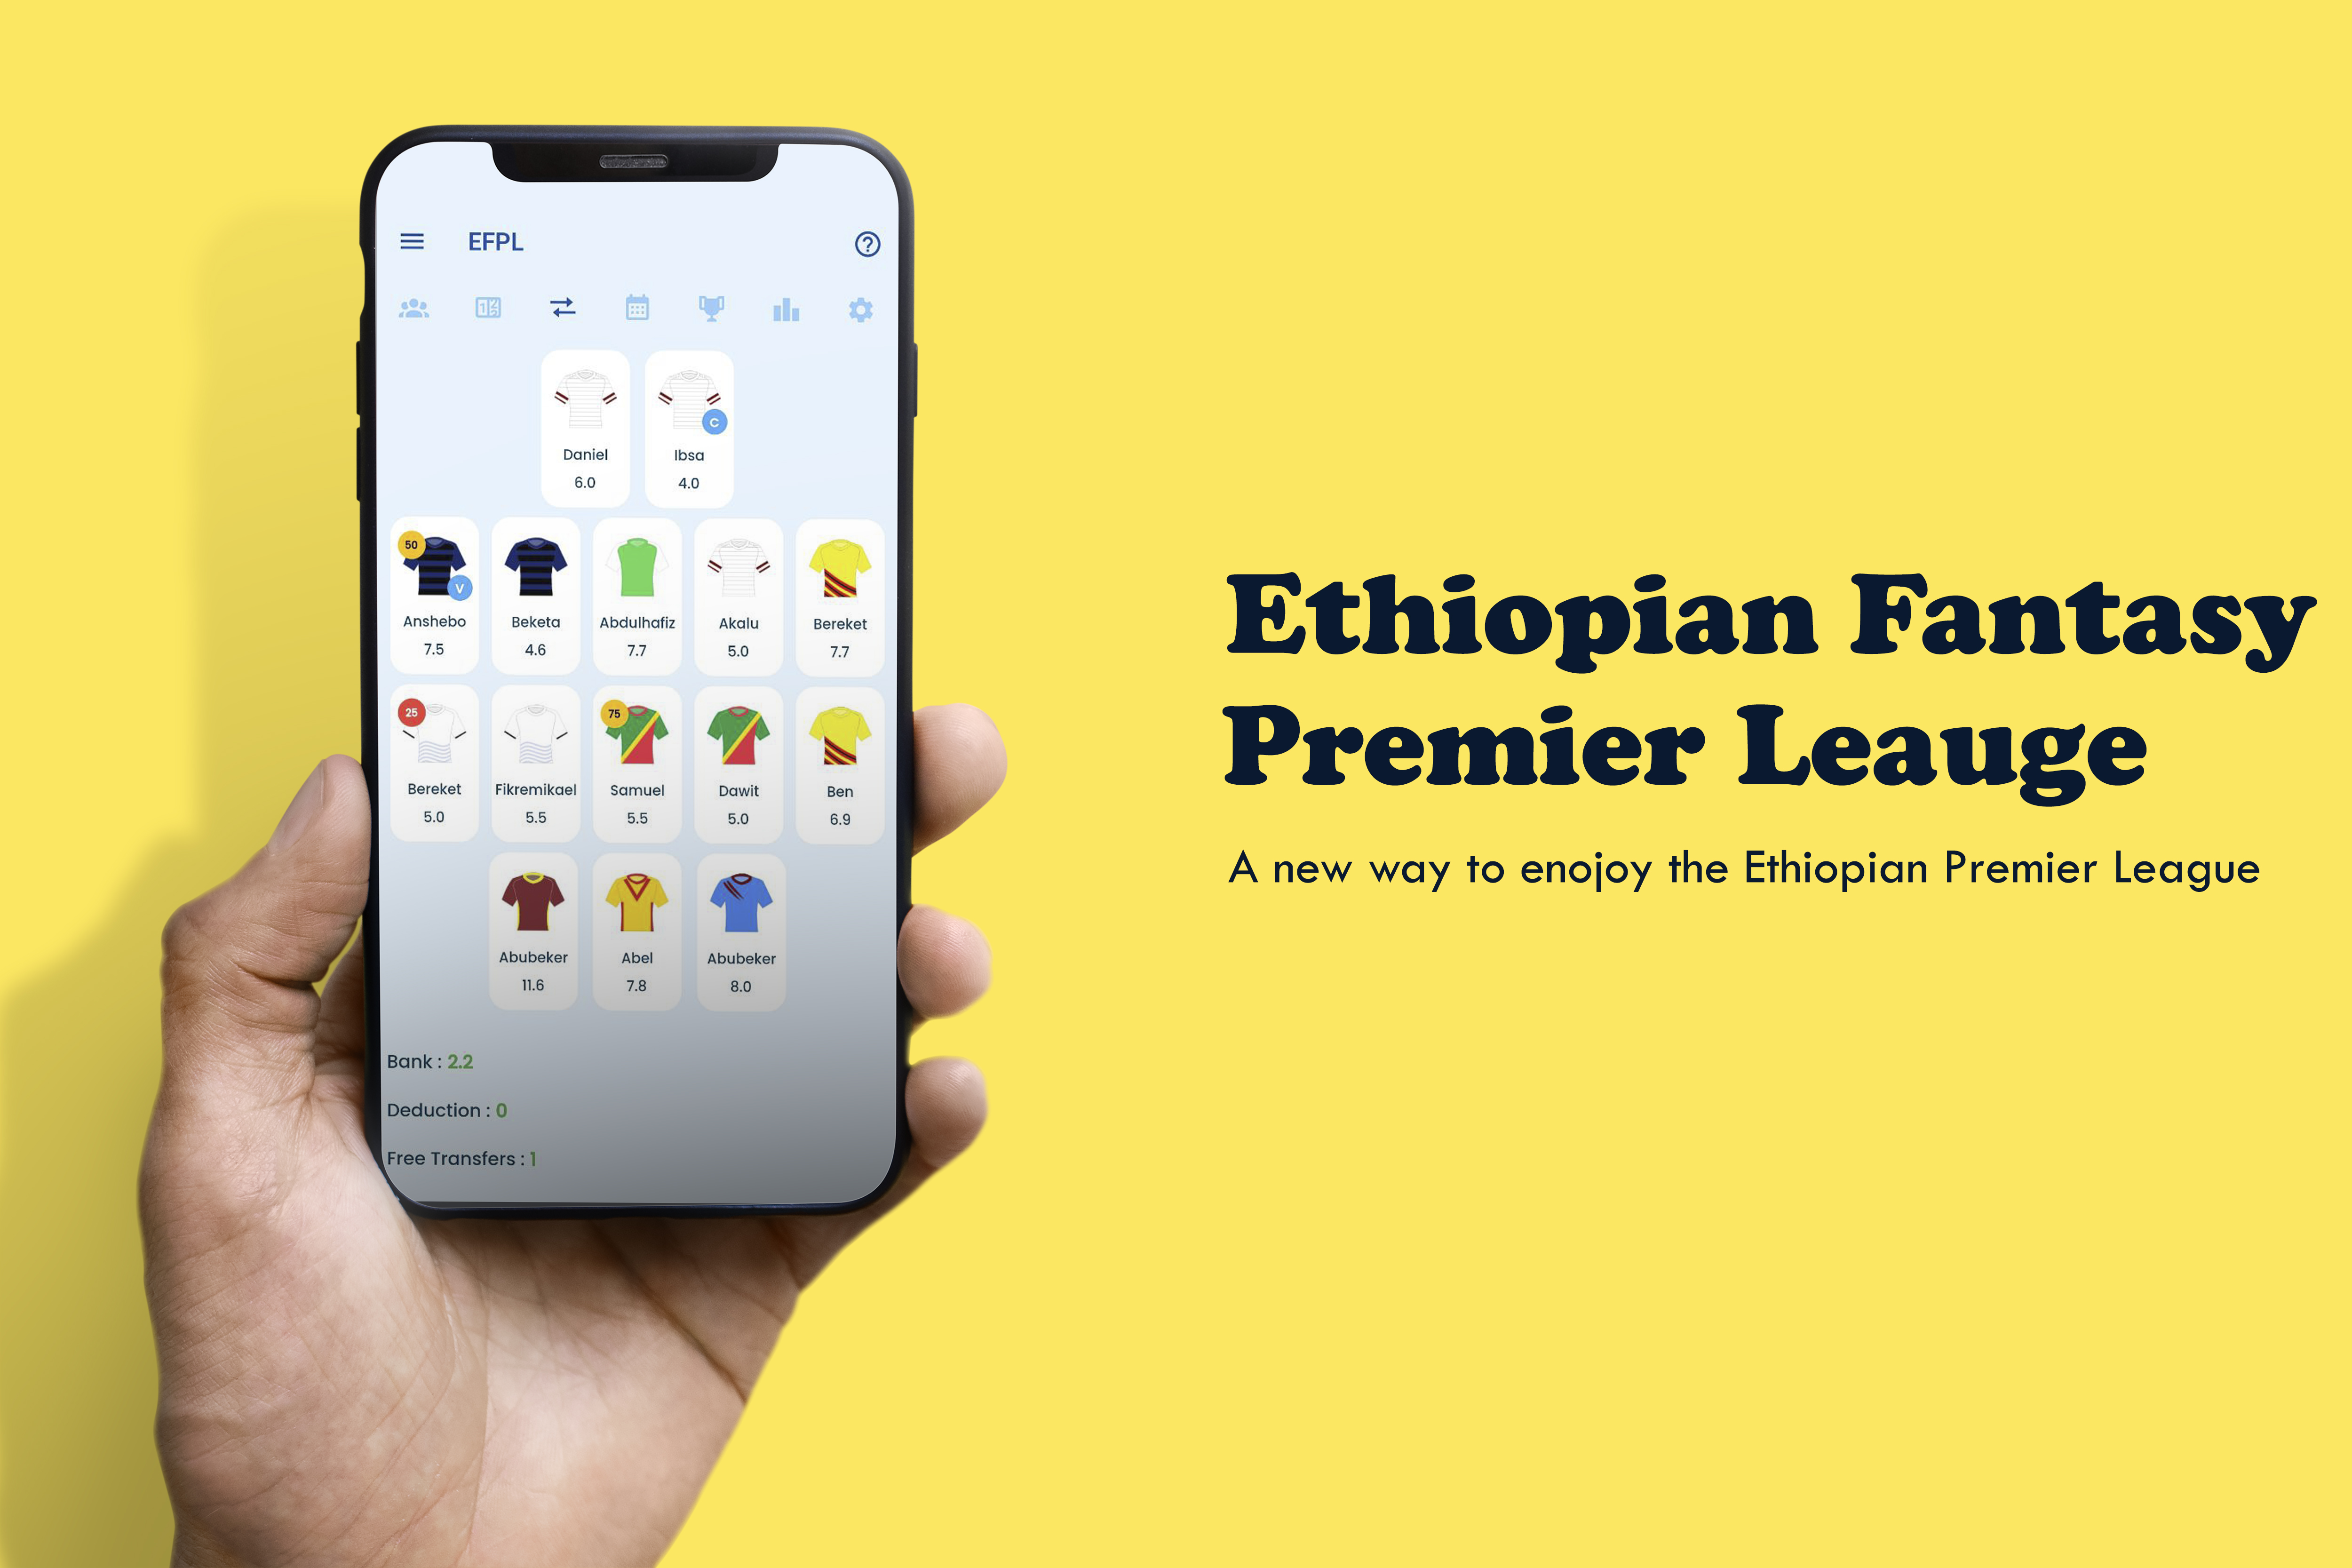 EFPL
Daniel
6.0
C
Ibsa
4.0
50
V
Anshebo
7.5
Beketa
4.6
Abdulhafiz
7.7
Akalu
5.0
Bereket
7.7
25
Bereket
5.0
Fikremikael
5.5
75
Samuel
5.5
Dawit
5.0
Ben
6.9
Abubeker
11.6
Abel
7.8
Abubeker
8.0
Bank : 2.2
Deduction : 0
Free Transfers : 1
Ethiopian Fantasy
Premier Leauge
A new way to enojoy the Ethiopian Premier League